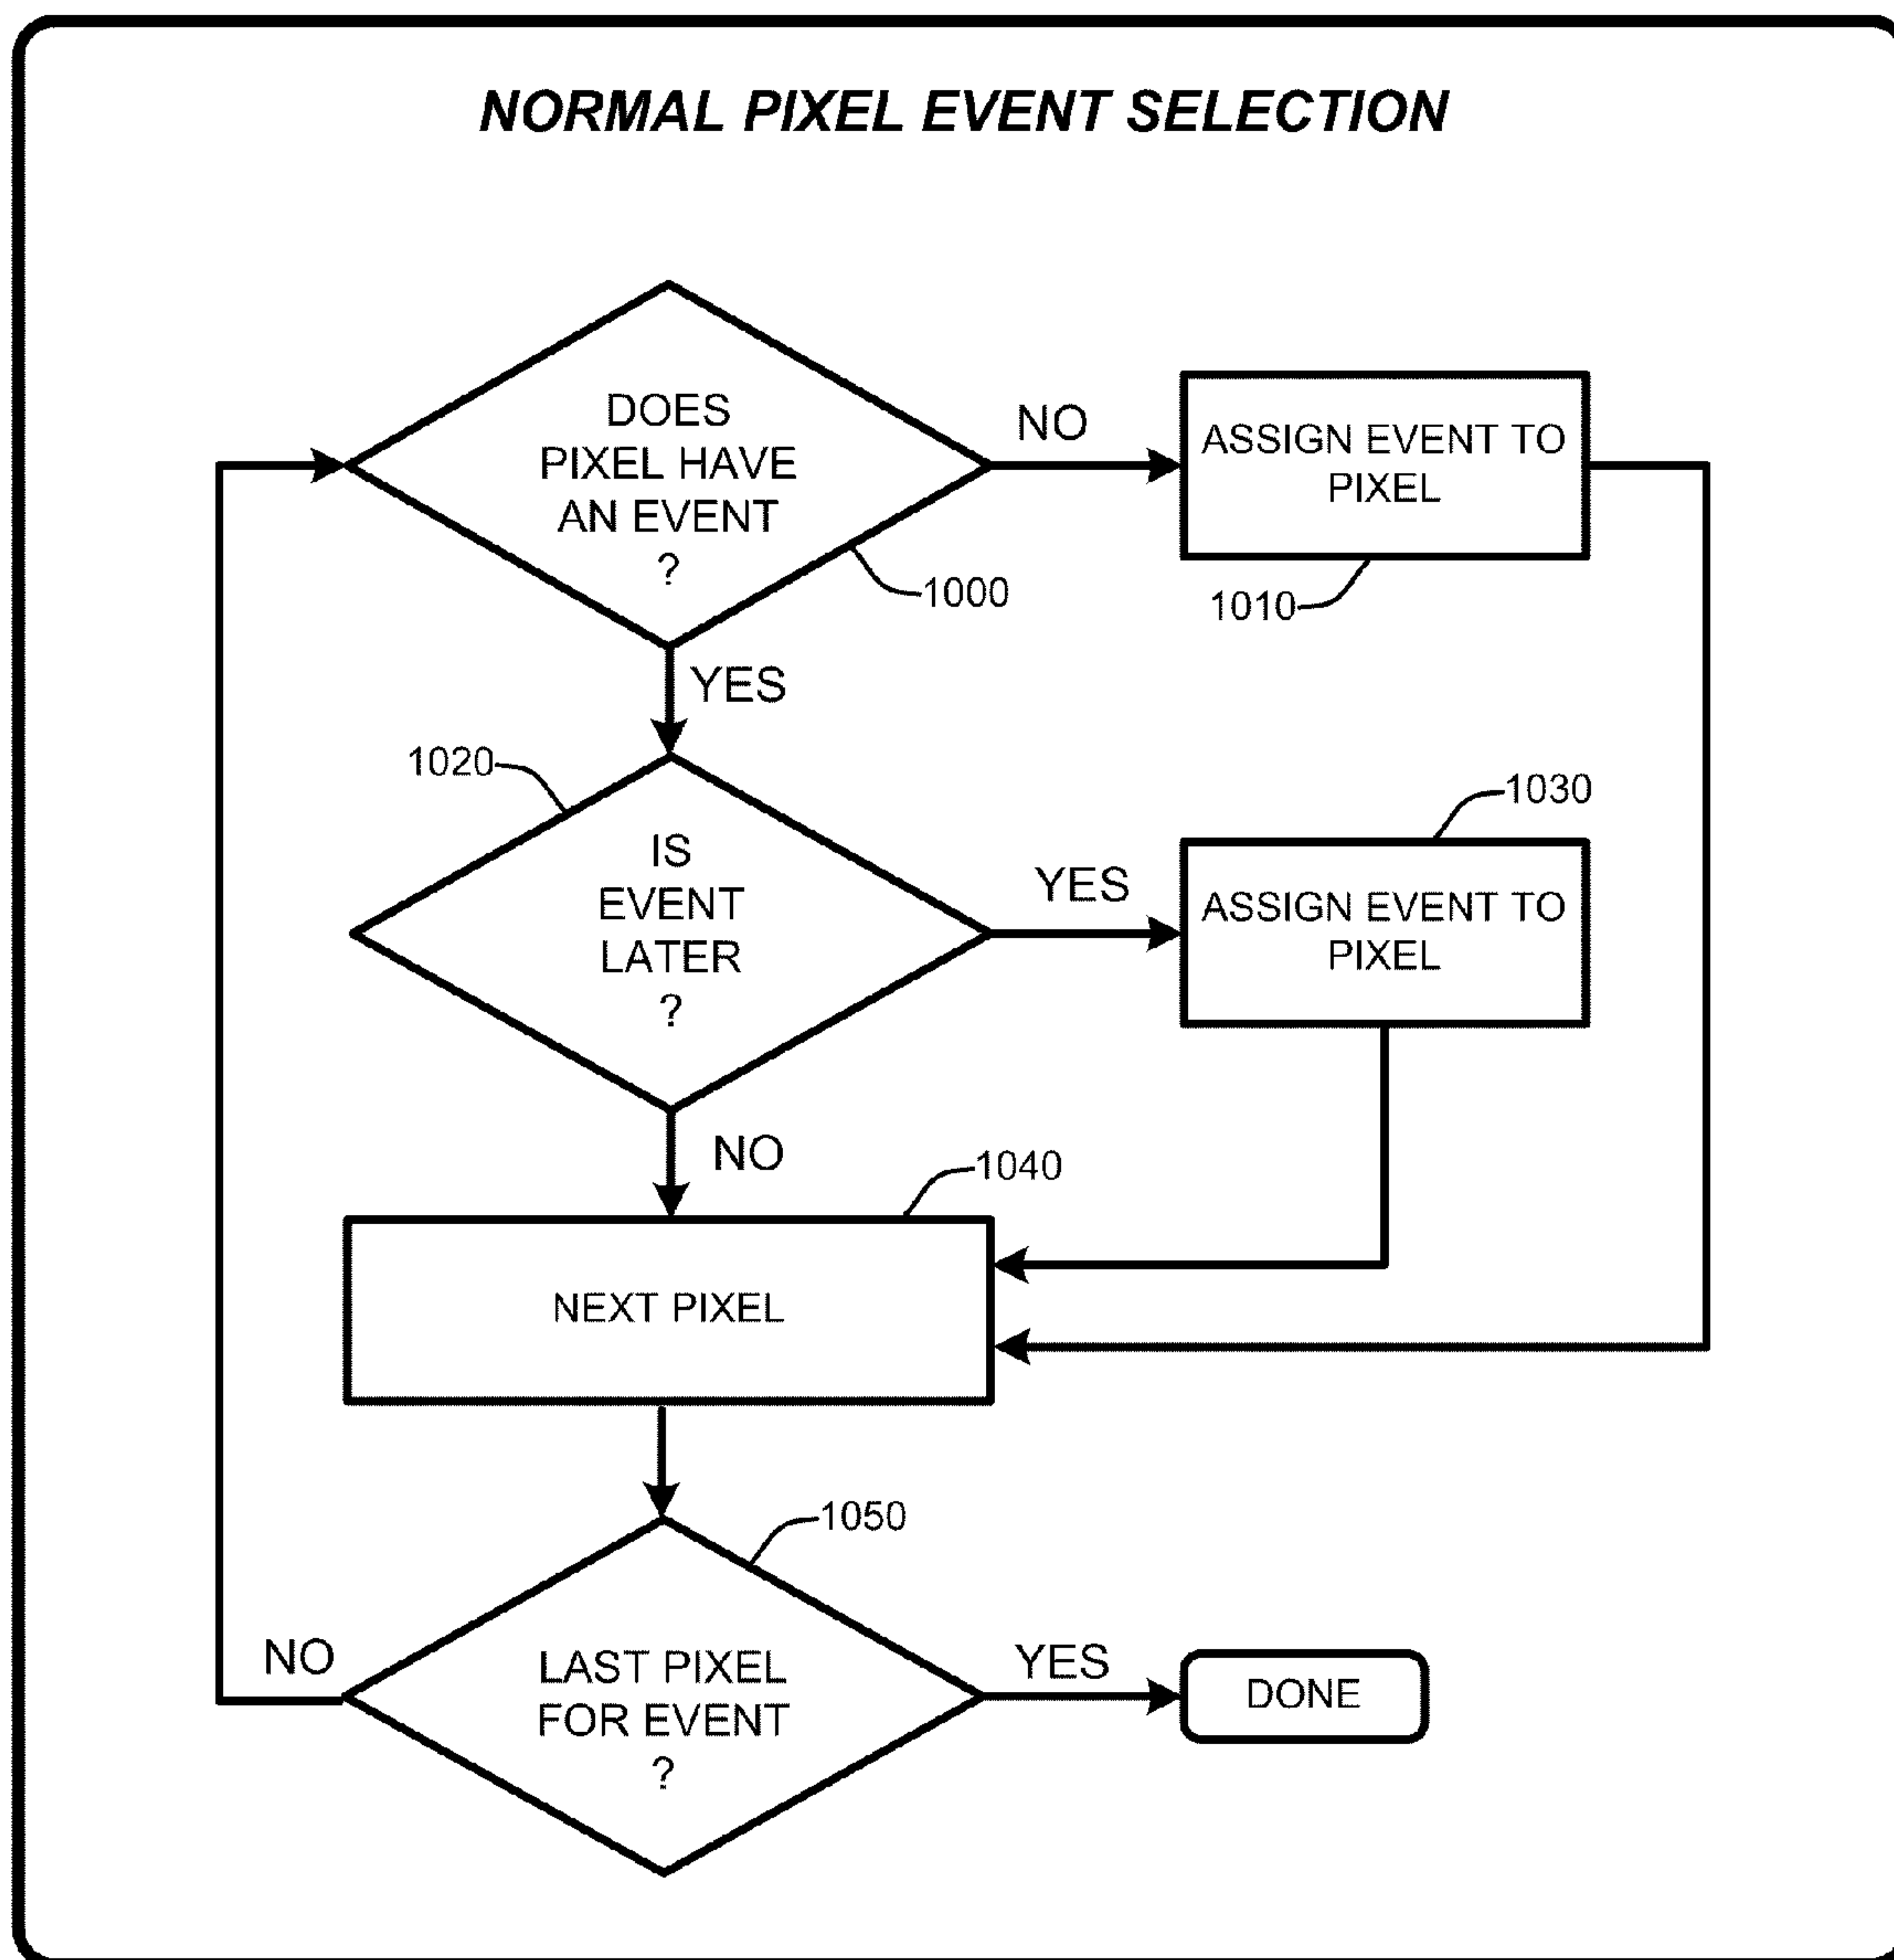 NORMAL PIXEL EVENT SELECTION
DOES
PIXEL HAVE
AN EVENT
?
1000
NO
ASSIGN EVENT TO
PIXEL
1010
YES
1020
IS
EVENT
LATER
?
YES
1030
ASSIGN EVENT TO
PIXEL
NO
1040
NEXT PIXEL
1050
LAST PIXEL
FOR EVENT
?
NO
YES
DONE